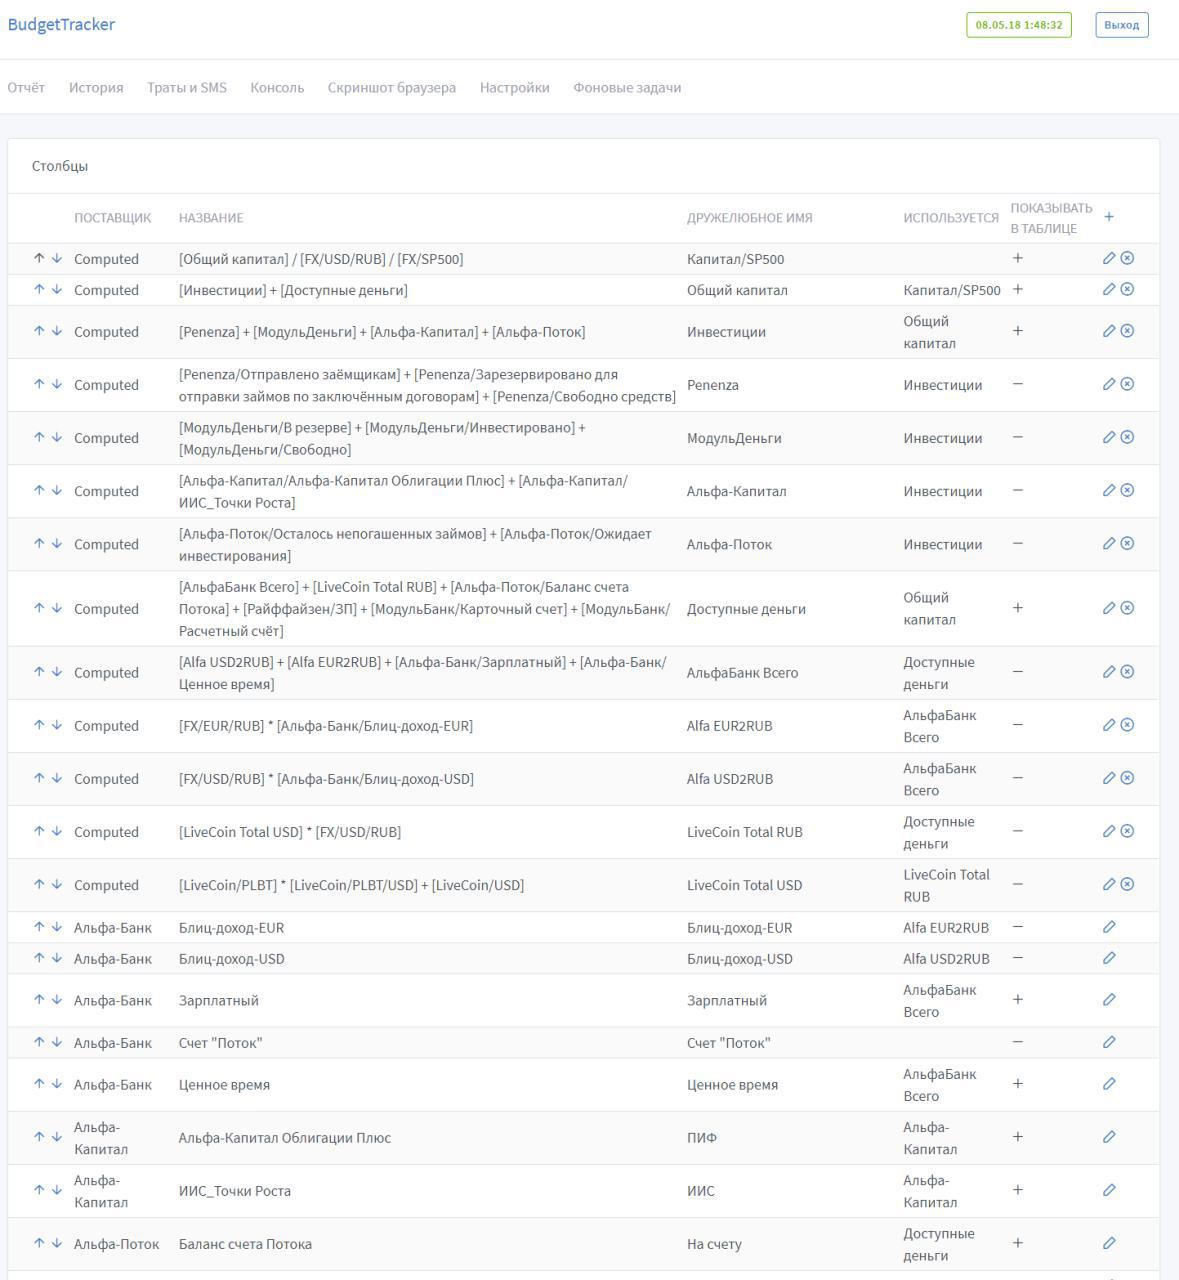 BudgetTracker
08.05.18 1:48:32
Выход
Отчёт История Траты и SMS Консоль Скриншот браузера Настройки Фоновые задачи
Столбцы
ПОСТАВЩИК НАЗВАНИЕ ДРУЖЕЛЮБНОЕ ИМЯ ИСПОЛЬЗУЕТСЯ ПОКАЗЫВАТЬ
В ТАБЛИЦЕ +
Computed [Общий капитал] / [FX/USD/RUB] / [FX/SP500] Капитал/SP500 +
Computed [Инвестиции] + [Доступные деньги] Общий капитал Капитал/SP500 +
Computed [Penenza] + [МодульДеньги] + [Альфа-Капитал] + [Альфа-Поток] Инвестиции Общий
капитал +
Computed [Penenza/Отправлено заёмщикам] + [Penenza/Зарезервировано для
отправки займов по заключённым договорам] + [Penenza/Свободно средств] Penenza Инвестиции −
Computed [МодульДеньги/В резерве] + [МодульДеньги/Инвестировано] +
[МодульДеньги/Свободно] МодульДеньги Инвестиции −
Computed [Альфа-Капитал/Альфа-Капитал Облигации Плюс] + [Альфа-Капитал/
ИИС_Точки Роста] Альфа-Капитал Инвестиции −
Computed [Альфа-Поток/Осталось непогашенных займов] + [Альфа-Поток/Ожидает
инвестирования] Альфа-Поток Инвестиции −
Computed [АльфаБанк Всего] + [LiveCoin Total RUB] + [Альфа-Поток/Баланс счета
Потока] + [Райффайзен/ЗП] + [МодульБанк/Карточный счет] + [МодульБанк/
Расчетный счёт] Доступные деньги Общий
капитал +
Computed [Alfa USD2RUB] + [Alfa EUR2RUB] + [Альфа-Банк/Зарплатный] + [Альфа-Банк/
Ценное время] АльфаБанк Всего Доступные
деньги −
Computed [FX/EUR/RUB] * [Альфа-Банк/Блиц-доход-EUR] Alfa EUR2RUB АльфаБанк
Всего −
Computed [FX/USD/RUB] * [Альфа-Банк/Блиц-доход-USD] Alfa USD2RUB АльфаБанк
Всего −
Computed [LiveCoin Total USD] * [FX/USD/RUB] LiveCoin Total RUB Доступные
деньги −
Computed [LiveCoin/PLBT] * [LiveCoin/PLBT/USD] + [LiveCoin/USD] LiveCoin Total USD LiveCoin Total
RUB −
Альфа-Банк Блиц-доход-EUR Блиц-доход-EUR Alfa EUR2RUB −
Альфа-Банк Блиц-доход-USD Блиц-доход-USD Alfa USD2RUB −
Альфа-Банк Зарплатный Зарплатный АльфаБанк
Всего +
Альфа-Банк Счет "Поток" Счет "Поток" −
Альфа-Банк Ценное время Ценное время АльфаБанк
Всего +
Альфа-
Капитал Альфа-Капитал Облигации Плюс ПИФ Альфа-
Капитал +
Альфа-
Капитал ИИС_Точки Роста ИИС Альфа-
Капитал +
Альфа-Поток Баланс счета Потока На счету Доступные
деньги +